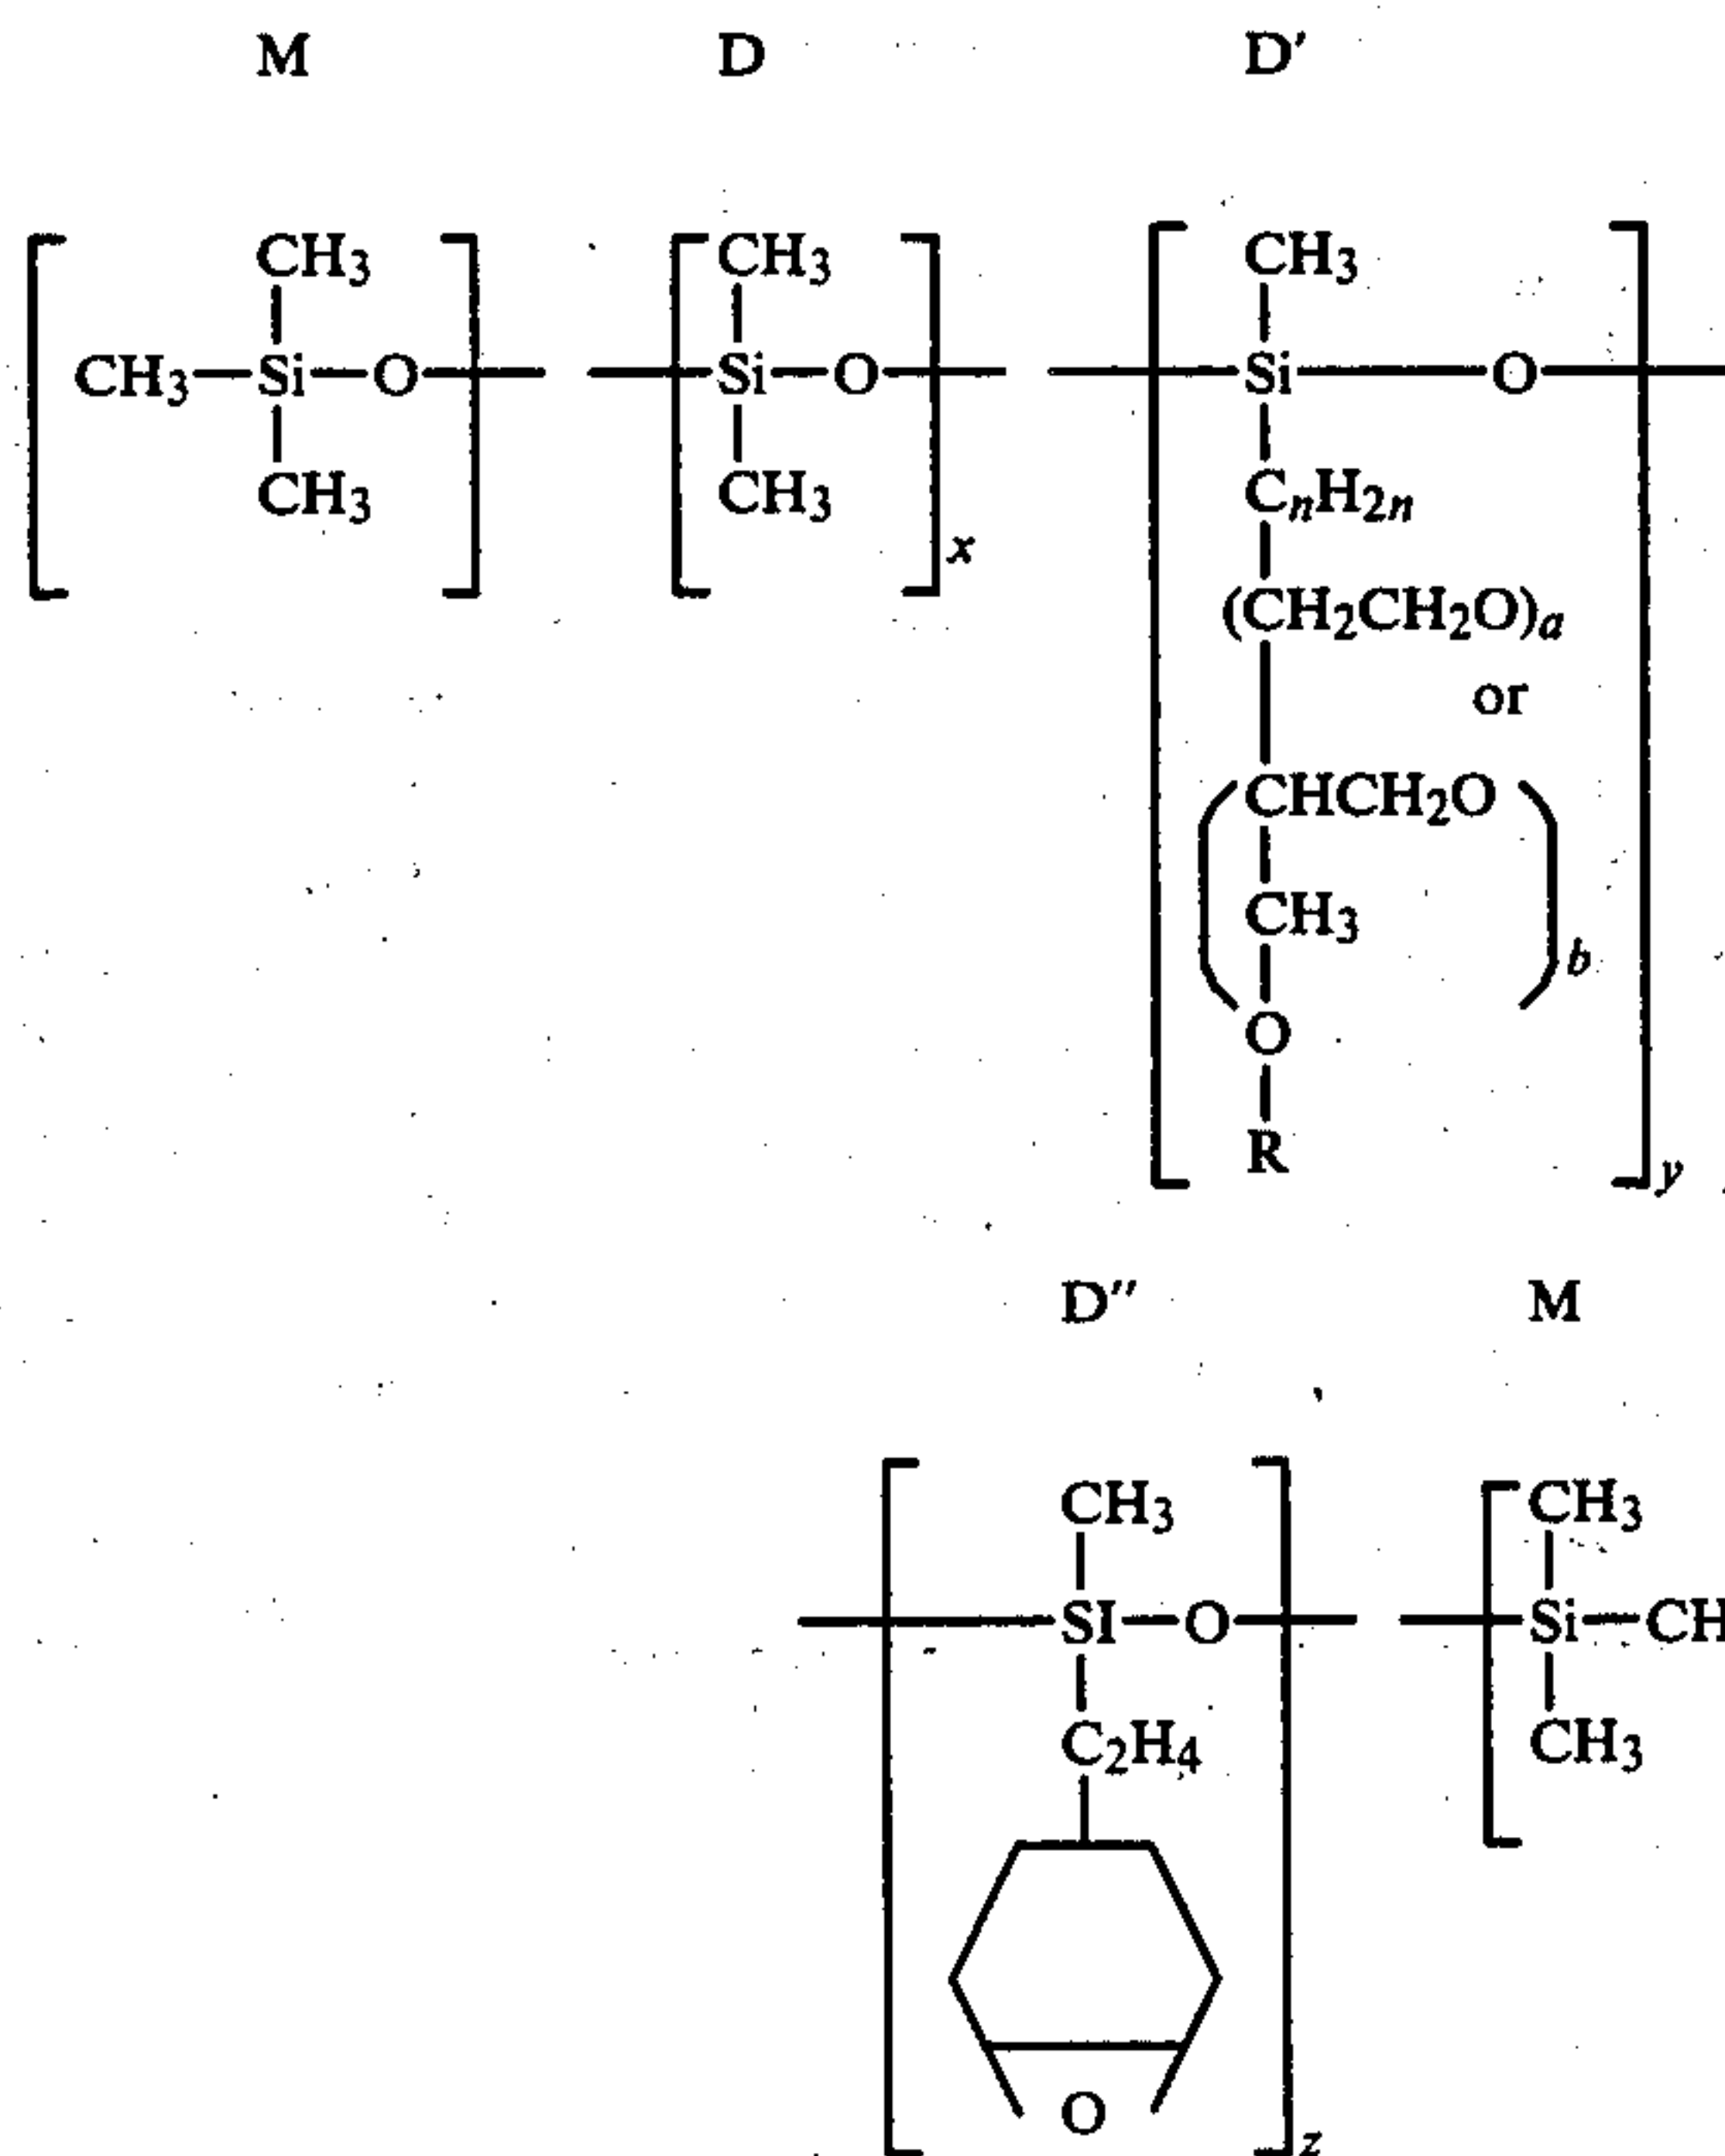 M D D′
CH3 CH3 CH3
CH3—Si—O— —Si—O— —Si—O—
CH3 CH3 CnH2n
x
(CH2CH2O)a
or
CHCH2O
CH3
b
O
R
y
D″ M
CH3 CH3
—SI—O— —Si—CH
C2H4 CH3
O
z